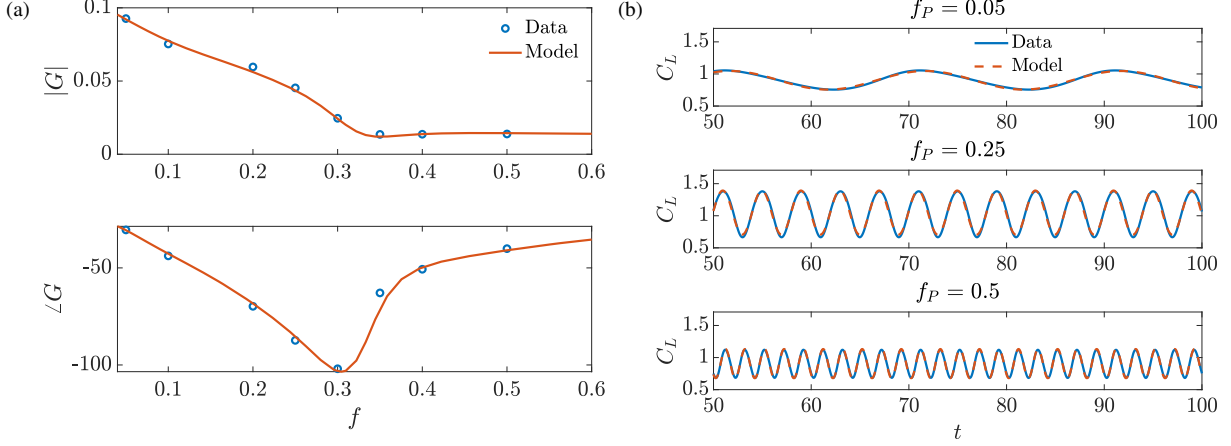 (a)
0.1
0.05
0
|G|
Data
Model
0.1 0.2 0.3 0.4 0.5 0.6
-50
-100
∠G
0.1 0.2 0.3 0.4 0.5 0.6
f
(b)
f_P = 0.05
1.5
1
0.5
C_L
Data
Model
50 60 70 80 90 100
f_P = 0.25
1.5
1
0.5
C_L
50 60 70 80 90 100
f_P = 0.5
1.5
1
0.5
C_L
50 60 70 80 90 100
t